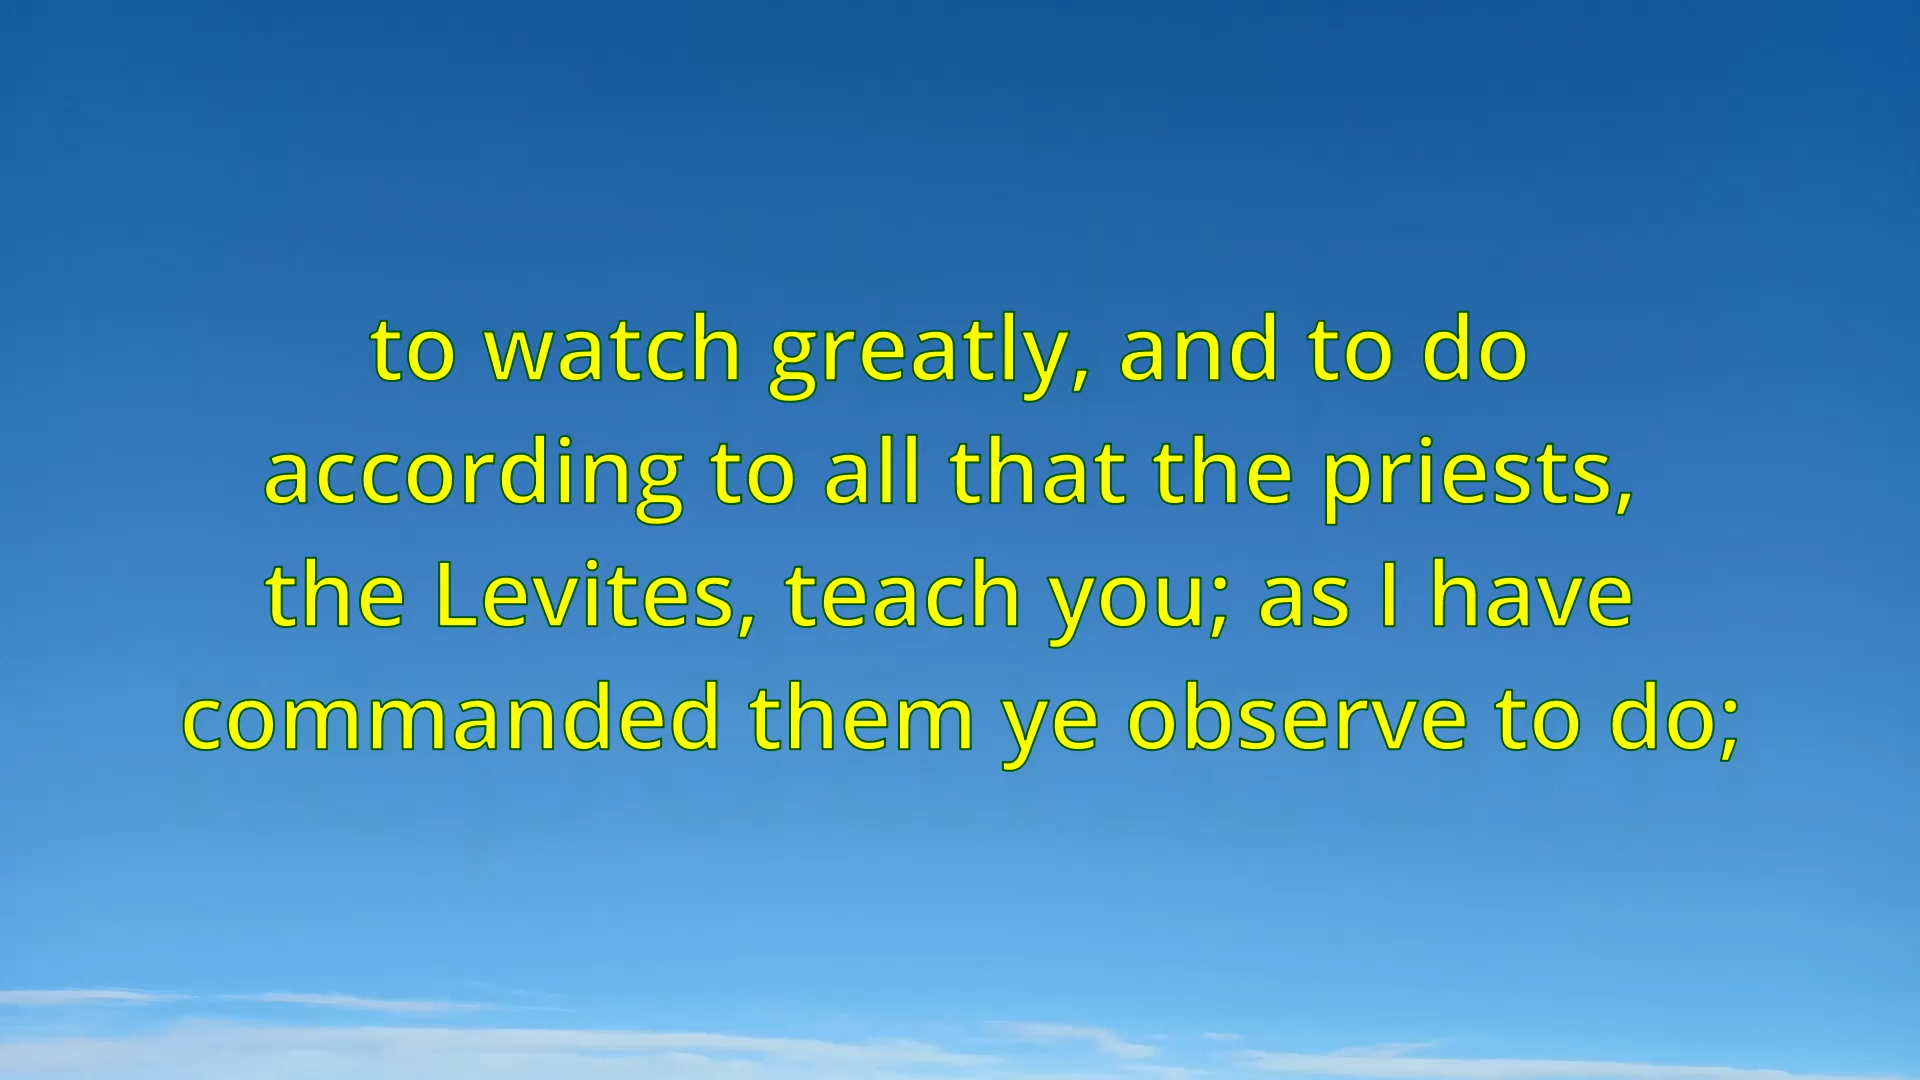 to watch greatly, and to do
according to all that the priests,
the Levites, teach you; as I have
commanded them ye observe to do;